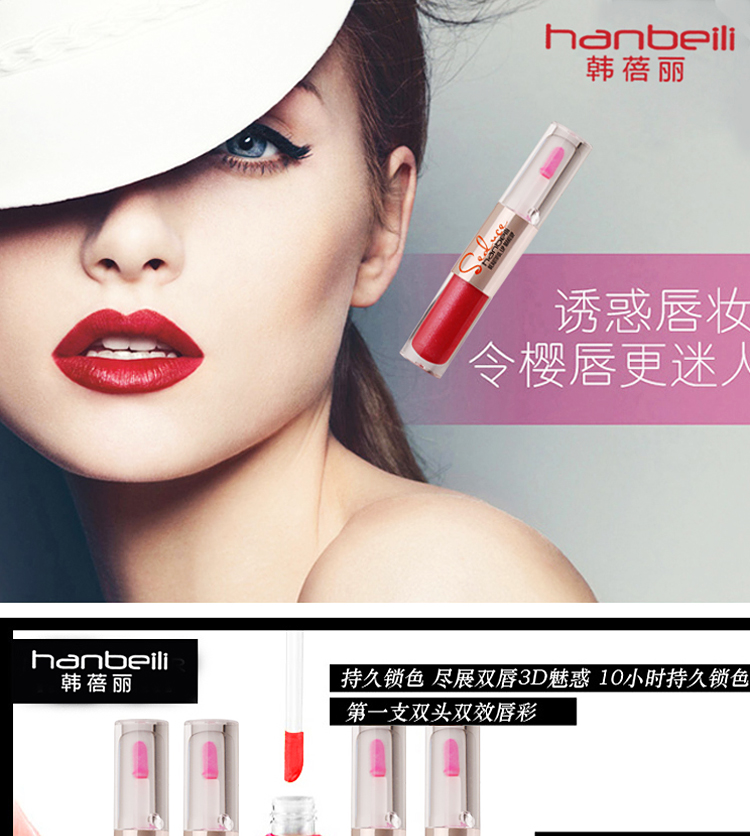 hanbeili
韩蓓丽
Seduce
诱惑唇妆
令樱唇更迷人
hanbeili
韩蓓丽
持久锁色 尽展双唇3D魅惑 10小时持久锁色
第一支双头双效唇彩